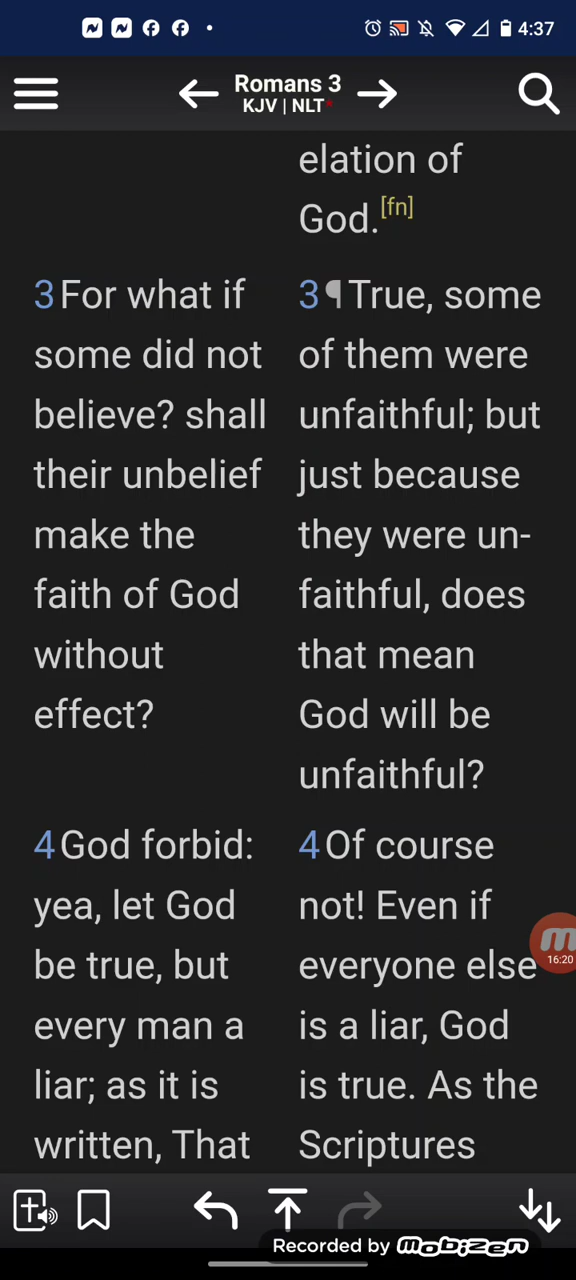 4:37
Romans 3
KJV | NLT*
elation of
God.[fn]
3 For what if
some did not
believe? shall
their unbelief
make the
faith of God
without
effect?
3 ¶ True, some
of them were
unfaithful; but
just because
they were un-
faithful, does
that mean
God will be
unfaithful?
4 God forbid:
yea, let God
be true, but
every man a
liar; as it is
written, That
4 Of course
not! Even if
everyone else
is a liar, God
is true. As the
Scriptures
16:20
Recorded by mobizen